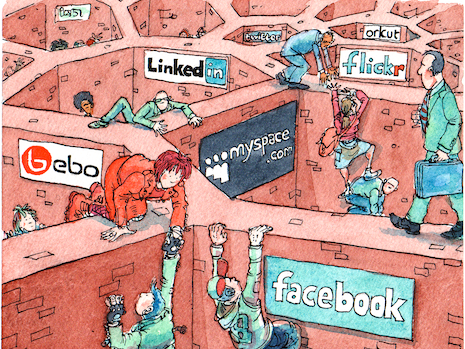 orkut
twitter
LinkedIn
flickr
myspace
.com
bebo
facebook